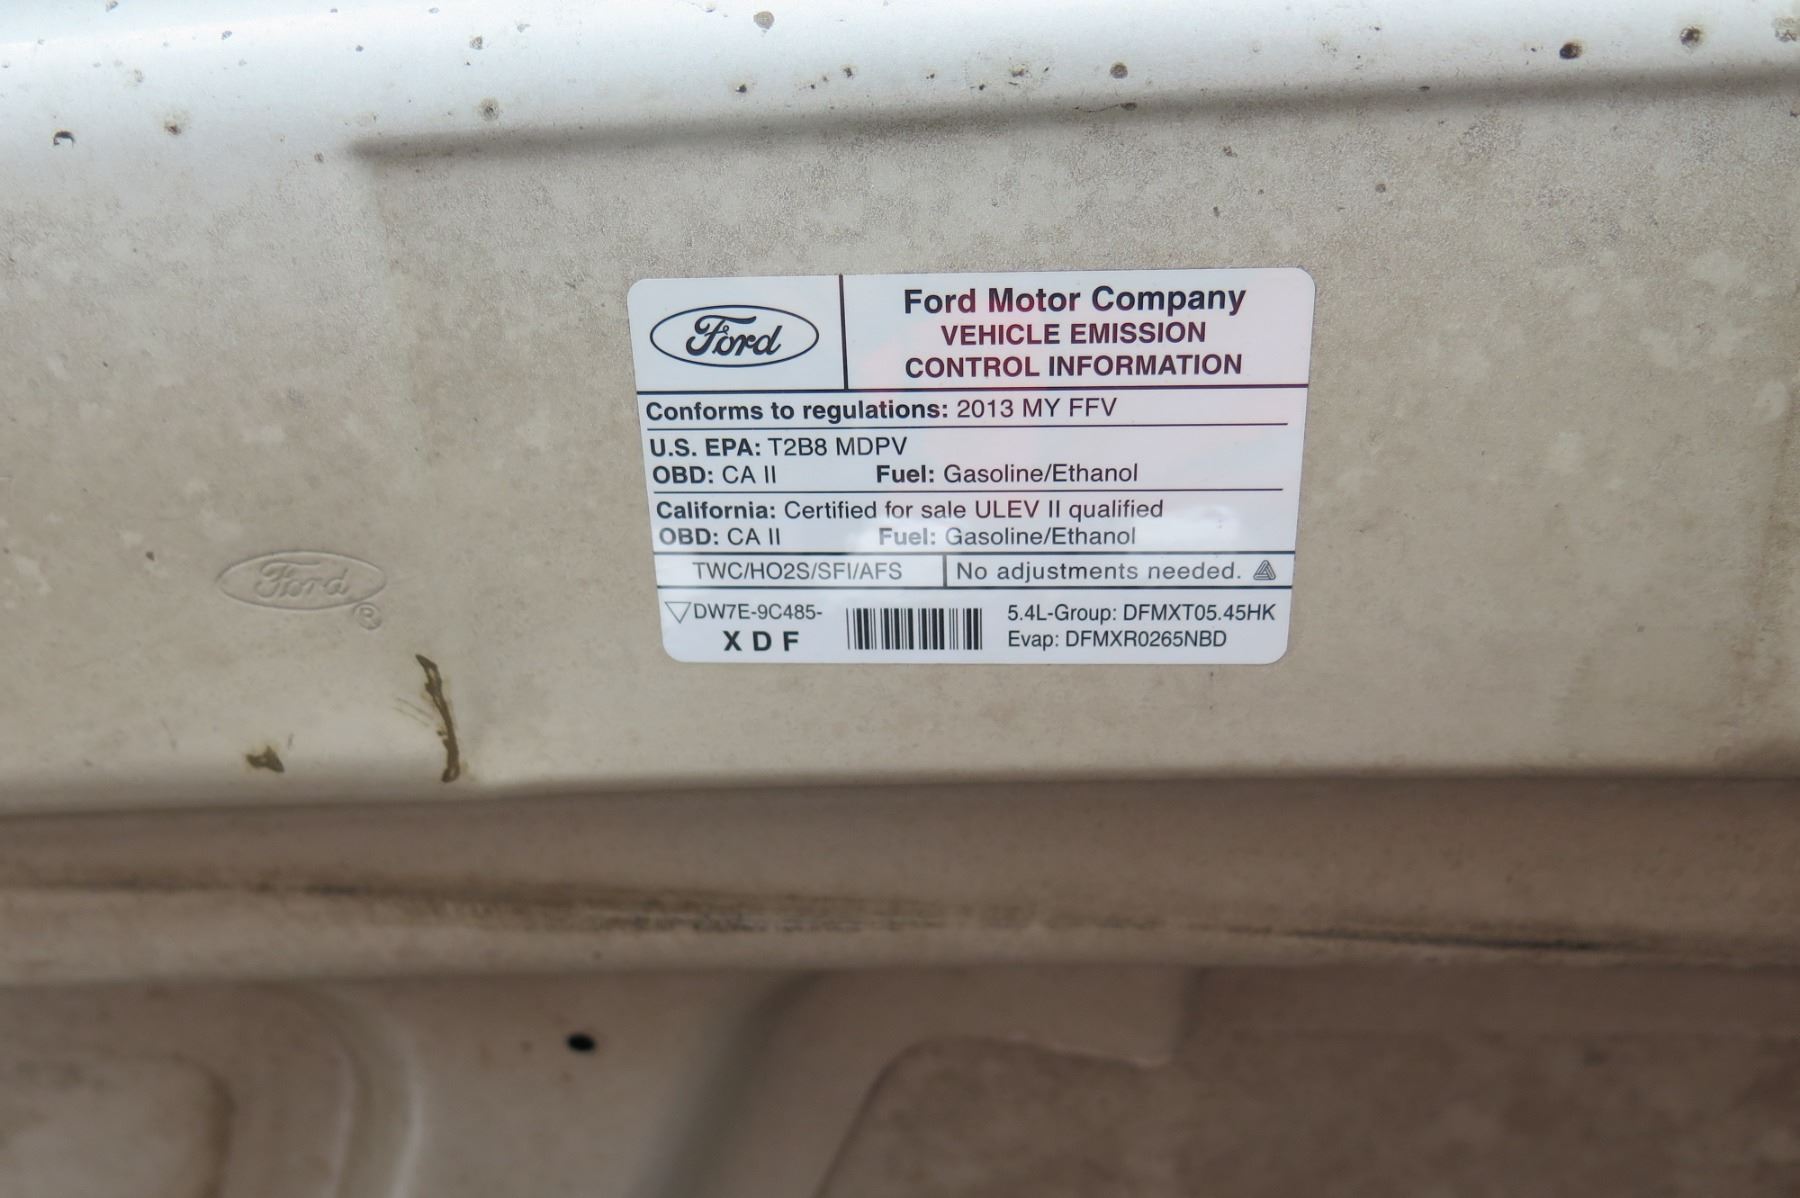 Ford
Ford Motor Company
VEHICLE EMISSION
CONTROL INFORMATION
Conforms to regulations: 2013 MY FFV
U.S. EPA: T2B8 MDPV
OBD: CA II Fuel: Gasoline/Ethanol
California: Certified for sale ULEV II qualified
OBD: CA II Fuel: Gasoline/Ethanol
TWC/HO2S/SFI/AFS No adjustments needed.
DW7E-9C485- 5.4L-Group: DFMXT05.45HK
X D F Evap: DFMXR0265NBD
Ford ®